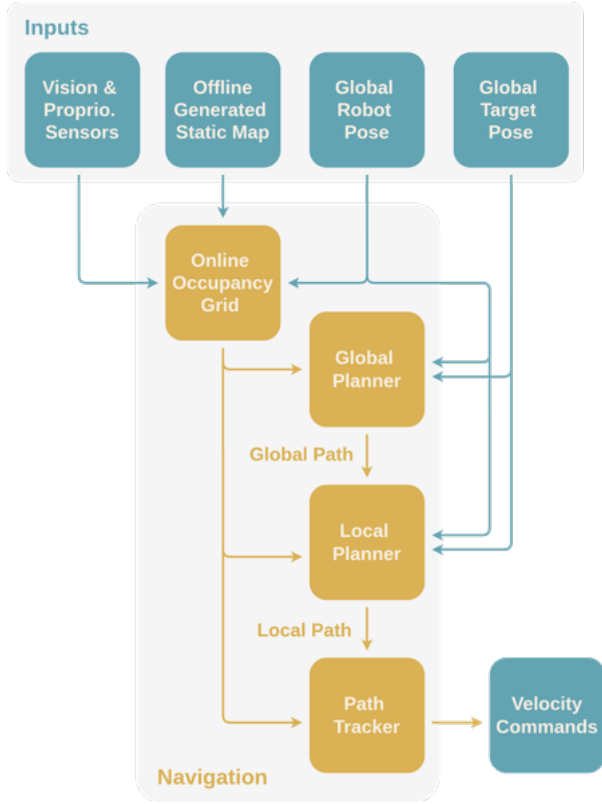 Inputs
Vision &
Proprio.
Sensors
Offline
Generated
Static Map
Global
Robot
Pose
Global
Target
Pose
Online
Occupancy
Grid
Global
Planner
Global Path
Local
Planner
Local Path
Path
Tracker
Velocity
Commands
Navigation